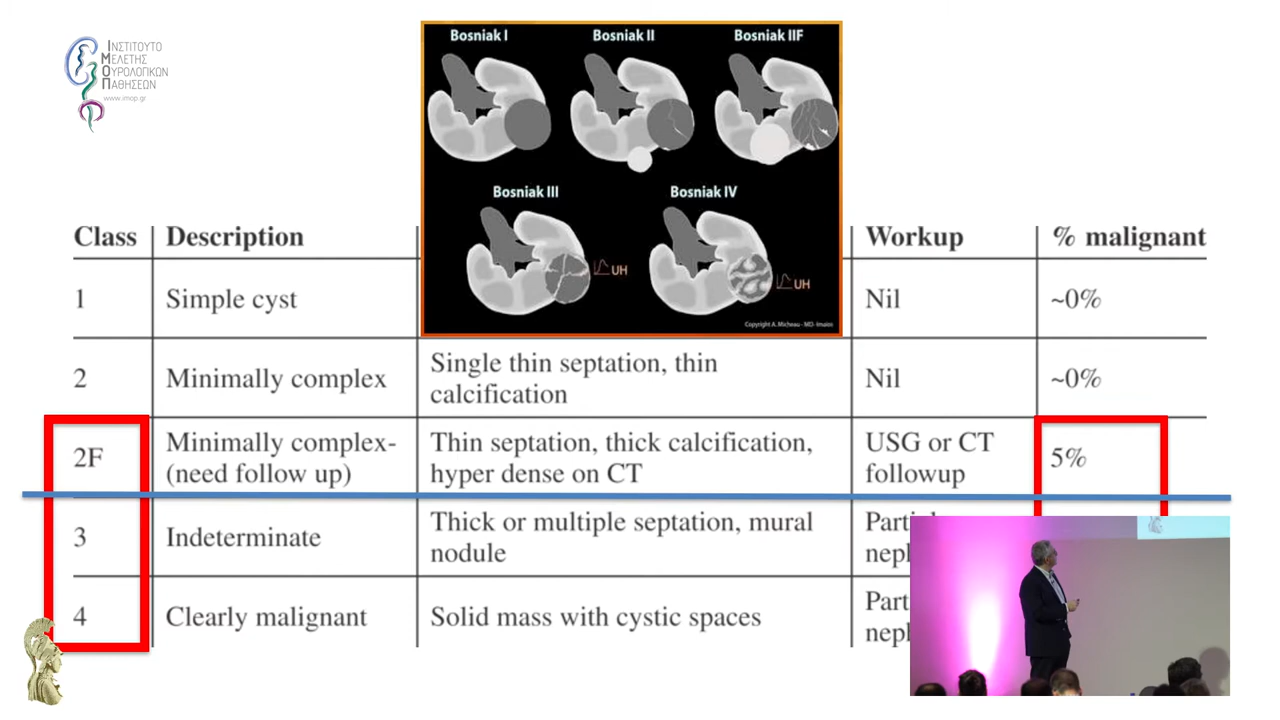 ΙΝΣΤΙΤΟΥΤΟ
ΜΕΛΕΤΗΣ
ΟΥΡΟΛΟΓΙΚΩΝ
ΠΑΘΗΣΕΩΝ
www.imop.gr
Bosniak I Bosniak II Bosniak IIF
Bosniak III Bosniak IV
UH UH
Copyright A. Micheau - MD- Imaios
Class Description Workup % malignant
1 Simple cyst Nil ~0%
2 Minimally complex Single thin septation, thin
calcification Nil ~0%
2F Minimally complex-
(need follow up) Thin septation, thick calcification,
hyper dense on CT USG or CT
followup 5%
3 Indeterminate Thick or multiple septation, mural
nodule
4 Clearly malignant Solid mass with cystic spaces